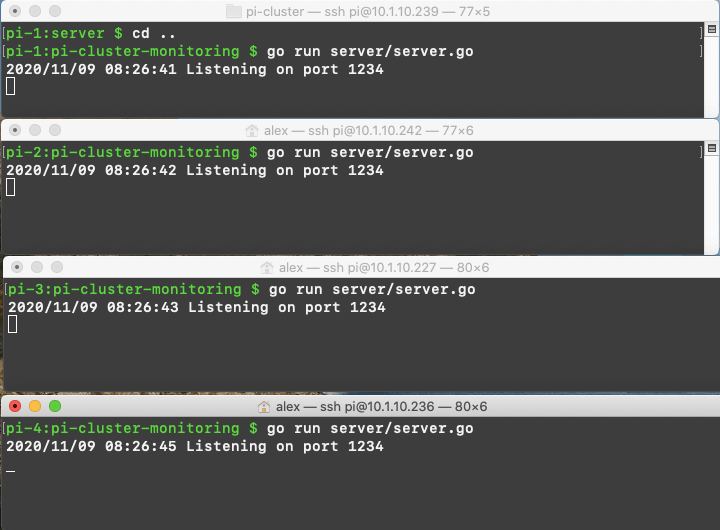 pi-cluster — ssh pi@10.1.10.239 — 77×5
[pi-1:server $ cd ..]
[pi-1:pi-cluster-monitoring $ go run server/server.go]
2020/11/09 08:26:41 Listening on port 1234
alex — ssh pi@10.1.10.242 — 77×6
[pi-2:pi-cluster-monitoring $ go run server/server.go]
2020/11/09 08:26:42 Listening on port 1234
alex — ssh pi@10.1.10.227 — 80×6
[pi-3:pi-cluster-monitoring $ go run server/server.go
2020/11/09 08:26:43 Listening on port 1234
alex — ssh pi@10.1.10.236 — 80×6
[pi-4:pi-cluster-monitoring $ go run server/server.go
2020/11/09 08:26:45 Listening on port 1234